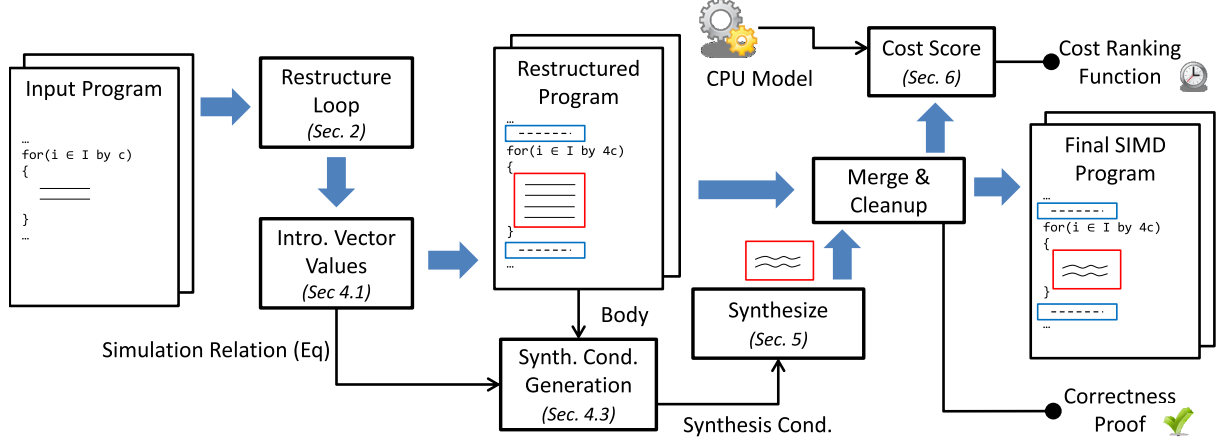 Input Program
…
for(i ∈ I by c)
{
}
…
Restructure
Loop
(Sec. 2)
Intro. Vector
Values
(Sec 4.1)
Simulation Relation (Eq)
Restructured
Program
…
for(i ∈ I by 4c)
{
}
…
Body
Synth. Cond.
Generation
(Sec. 4.3)
Synthesis Cond.
Synthesize
(Sec. 5)
CPU Model
Merge &
Cleanup
Cost Score
(Sec. 6)
Cost Ranking
Function
Final SIMD
Program
…
for(i ∈ I by 4c)
{
}
…
Correctness
Proof